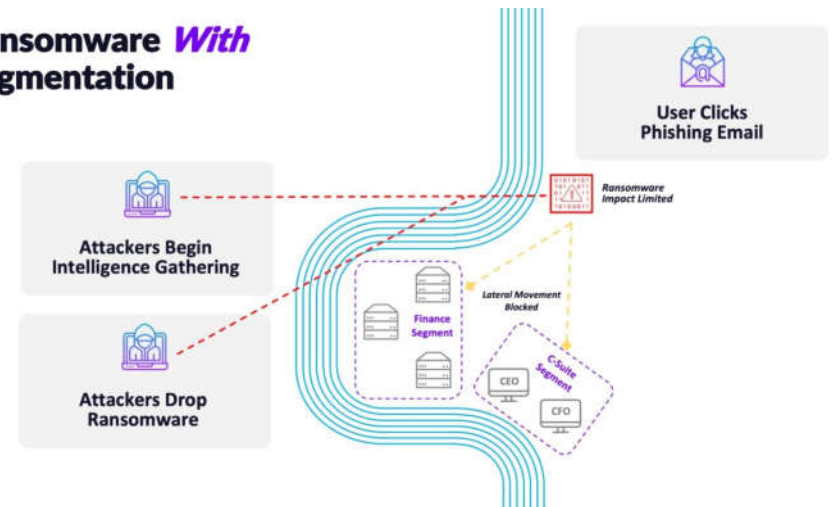 nsomware With
gmentation
User Clicks
Phishing Email
Ransomware
Impact Limited
Attackers Begin
Intelligence Gathering
Lateral Movement
Blocked
Finance
Segment
C-Suite
Segment
CEO
CFO
Attackers Drop
Ransomware